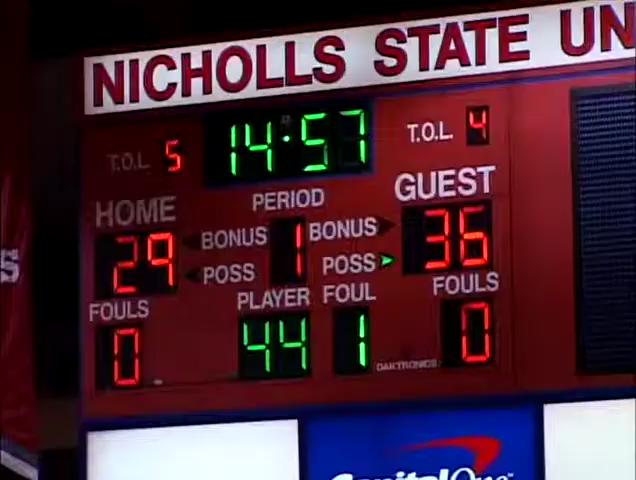 NICHOLLS STATE UN
T.O.L 5 14:57 T.O.L. 4
HOME PERIOD GUEST
29 BONUS 1 BONUS 36
POSS POSS
FOULS PLAYER FOUL FOULS
0 44 1 0
DAKTRONICS
CapitalOne